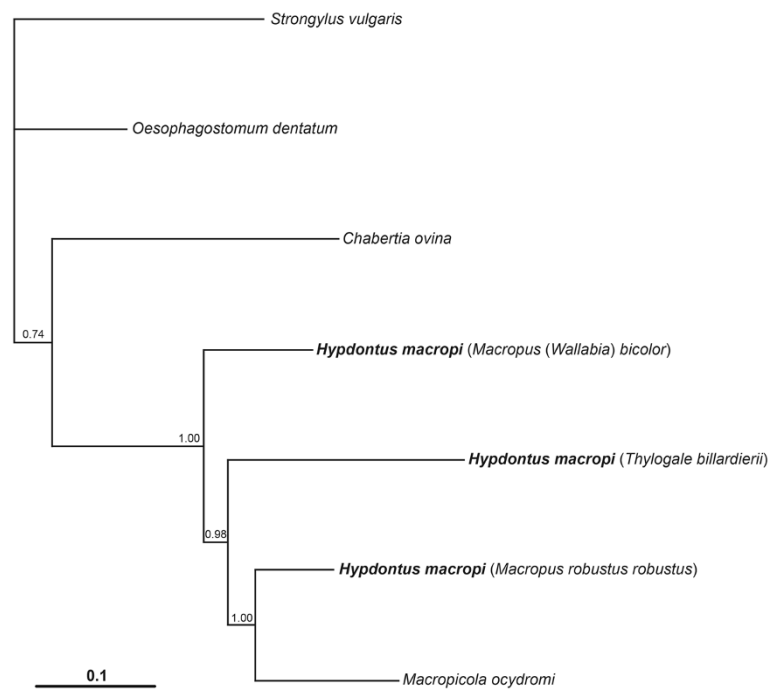 Strongylus vulgaris
Oesophagostomum dentatum
Chabertia ovina
0.74
Hypdontus macropi (Macropus (Wallabia) bicolor)
1.00
Hypdontus macropi (Thylogale billardierii)
0.98
Hypdontus macropi (Macropus robustus robustus)
1.00
0.1
Macropicola ocydromi